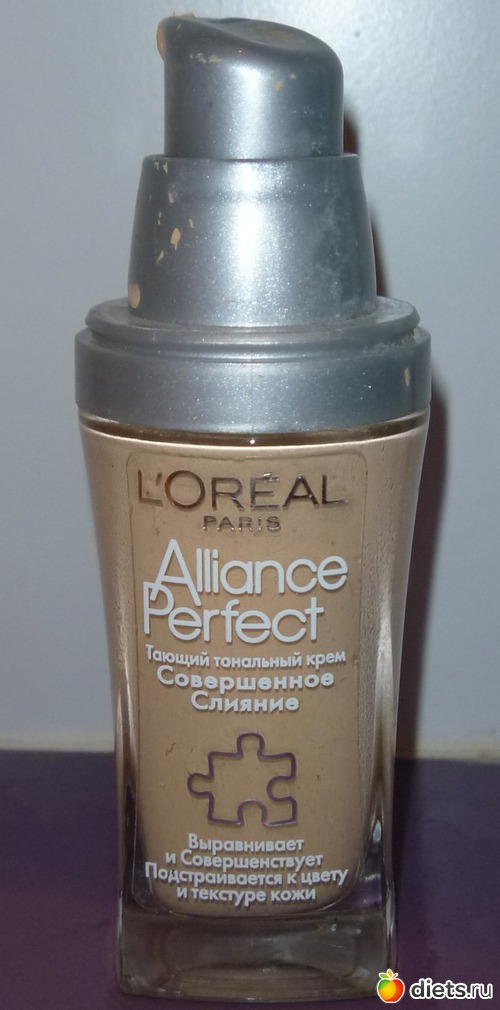 L'ORÉAL
PARIS
Alliance
Perfect
Тающий тональный крем
Совершенное
Слияние
Выравнивает
и Совершенствует
Подстраивается к цвету
и текстуре кожи
diets.ru